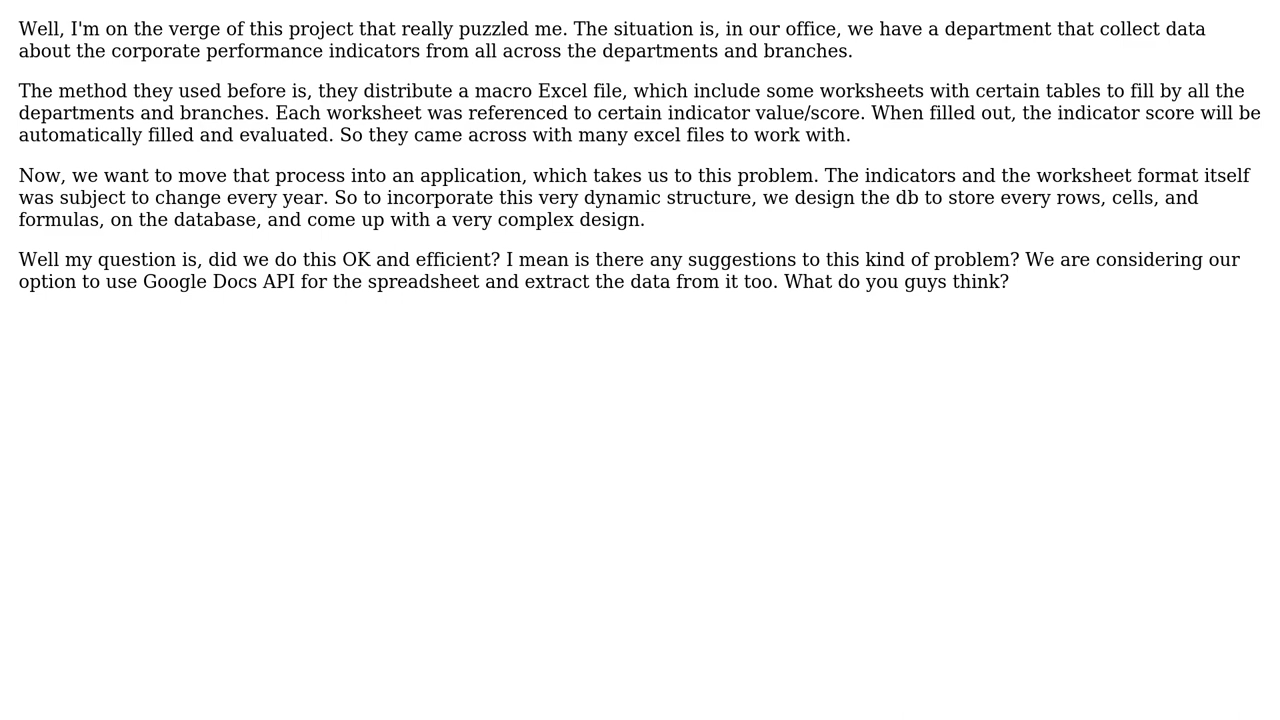 Well, I'm on the verge of this project that really puzzled me. The situation is, in our office, we have a department that collect data
about the corporate performance indicators from all across the departments and branches.
The method they used before is, they distribute a macro Excel file, which include some worksheets with certain tables to fill by all the
departments and branches. Each worksheet was referenced to certain indicator value/score. When filled out, the indicator score will be
automatically filled and evaluated. So they came across with many excel files to work with.
Now, we want to move that process into an application, which takes us to this problem. The indicators and the worksheet format itself
was subject to change every year. So to incorporate this very dynamic structure, we design the db to store every rows, cells, and
formulas, on the database, and come up with a very complex design.
Well my question is, did we do this OK and efficient? I mean is there any suggestions to this kind of problem? We are considering our
option to use Google Docs API for the spreadsheet and extract the data from it too. What do you guys think?